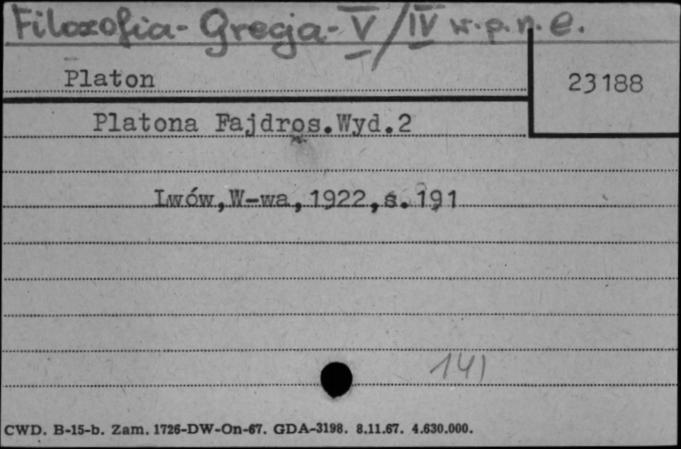 Filozofia - Grecja - V/IV w.p.n.e.
Platon
23188
Platona Fajdros.Wyd.2
Lwów,W-wa,1922,s.191
141
CWD. B-15-b. Zam. 1726-DW-On-67. GDA-3198. 8.11.67. 4.630.000.